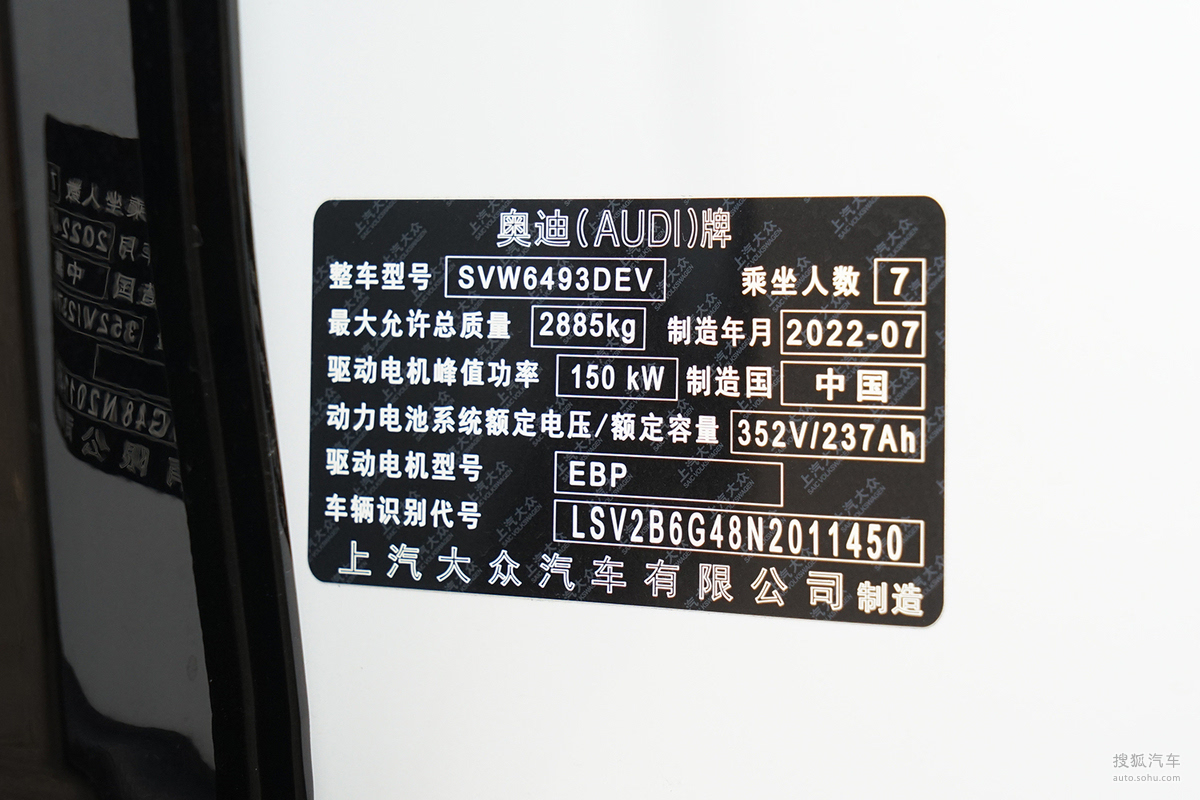 奥迪(AUDI)牌
整车型号 SVW6493DEV 乘坐人数 7
最大允许总质量 2885kg 制造年月 2022-07
驱动电机峰值功率 150 kW 制造国 中国
动力电池系统额定电压/额定容量 352V/237Ah
驱动电机型号 EBP
车辆识别代号 LSV2B6G48N2011450
上汽大众汽车有限公司制造
搜狐汽车
auto.sohu.com